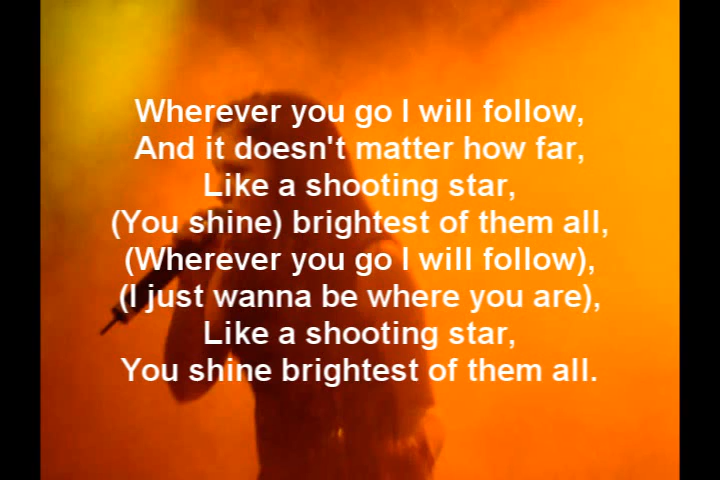 Wherever you go I will follow,
And it doesn't matter how far,
Like a shooting star,
(You shine) brightest of them all,
(Wherever you go I will follow),
(I just wanna be where you are),
Like a shooting star,
You shine brightest of them all.